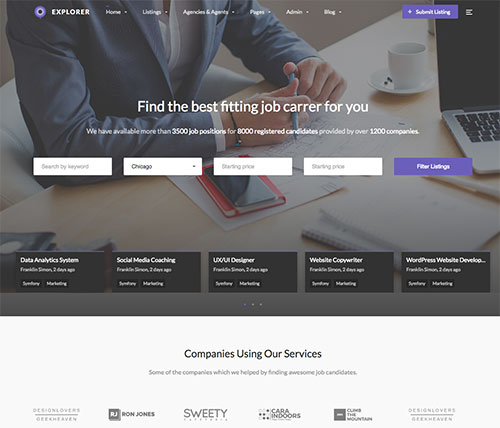 EXPLORER Home Listings Agencies & Agents Pages Admin Blog + Submit Listing
Find the best fitting job carrer for you
We have available more than 3500 job positions for 8000 registered candidates provided by over 1200 companies.
Search by keyword Chicago Starting price Starting price Filter Listings
Data Analytics System Social Media Coaching UX/UI Designer Website Copywriter WordPress Website Develop...
Franklin Simon, 2 days ago Franklin Simon, 2 days ago Franklin Simon, 2 days ago Franklin Simon, 2 days ago Franklin Simon, 2 days ago
Symfony Marketing Symfony Marketing Symfony Marketing Symfony Marketing Symfony Marketing
Companies Using Our Services
Some of the companies which we helped by finding awesome job candidates.
DESIGNLOVERS RJ RON JONES SWEETY CARA INDOORS CLIMB THE MOUNTAIN DESIGNLOVERS
GEEKHEAVEN GEEKHEAVEN